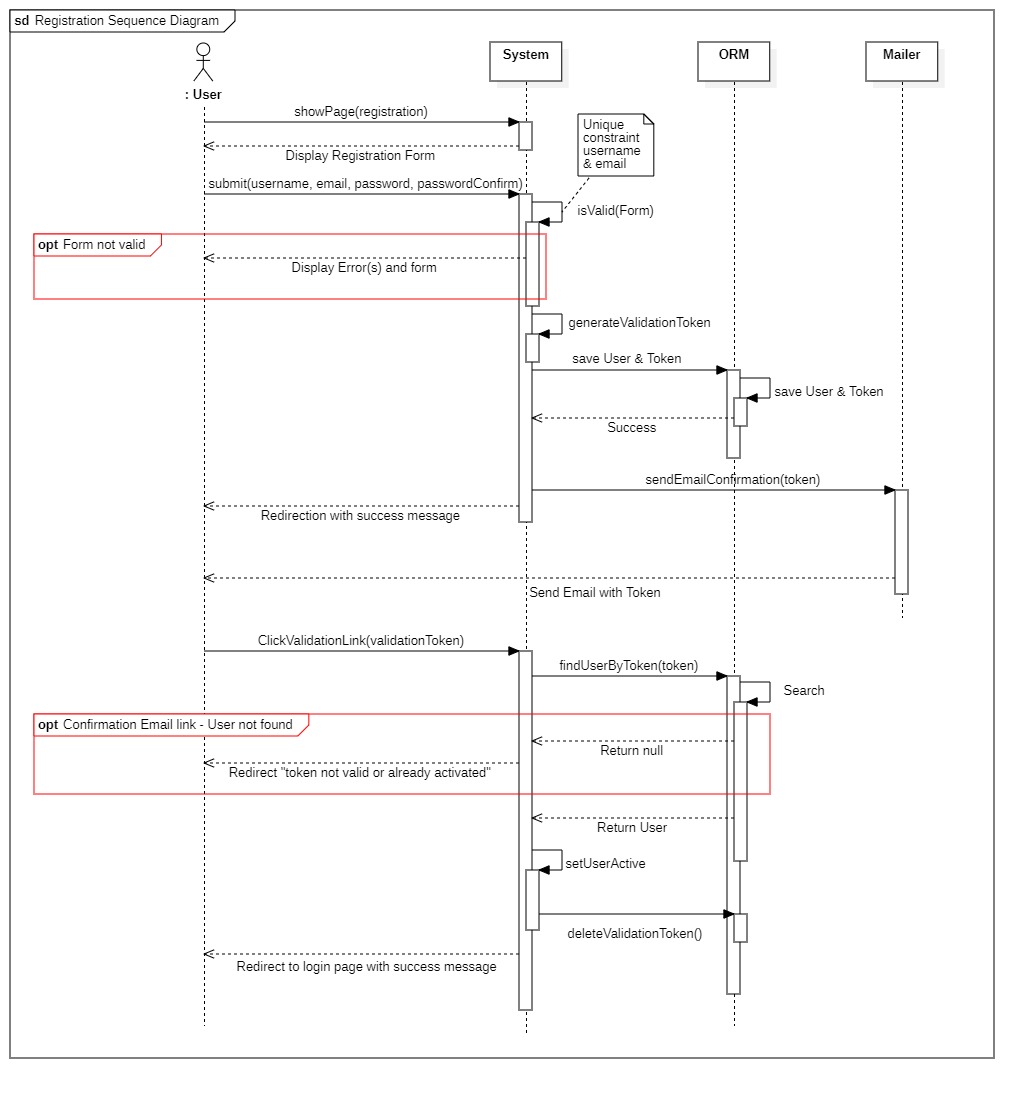 sd Registration Sequence Diagram
System
ORM
Mailer
: User
showPage(registration)
Unique
constraint
username
& email
Display Registration Form
submit(username, email, password, passwordConfirm)
isValid(Form)
opt Form not valid
Display Error(s) and form
generateValidationToken
save User & Token
save User & Token
Success
sendEmailConfirmation(token)
Redirection with success message
Send Email with Token
ClickValidationLink(validationToken)
findUserByToken(token)
Search
opt Confirmation Email link - User not found
Return null
Redirect "token not valid or already activated"
Return User
setUserActive
deleteValidationToken()
Redirect to login page with success message